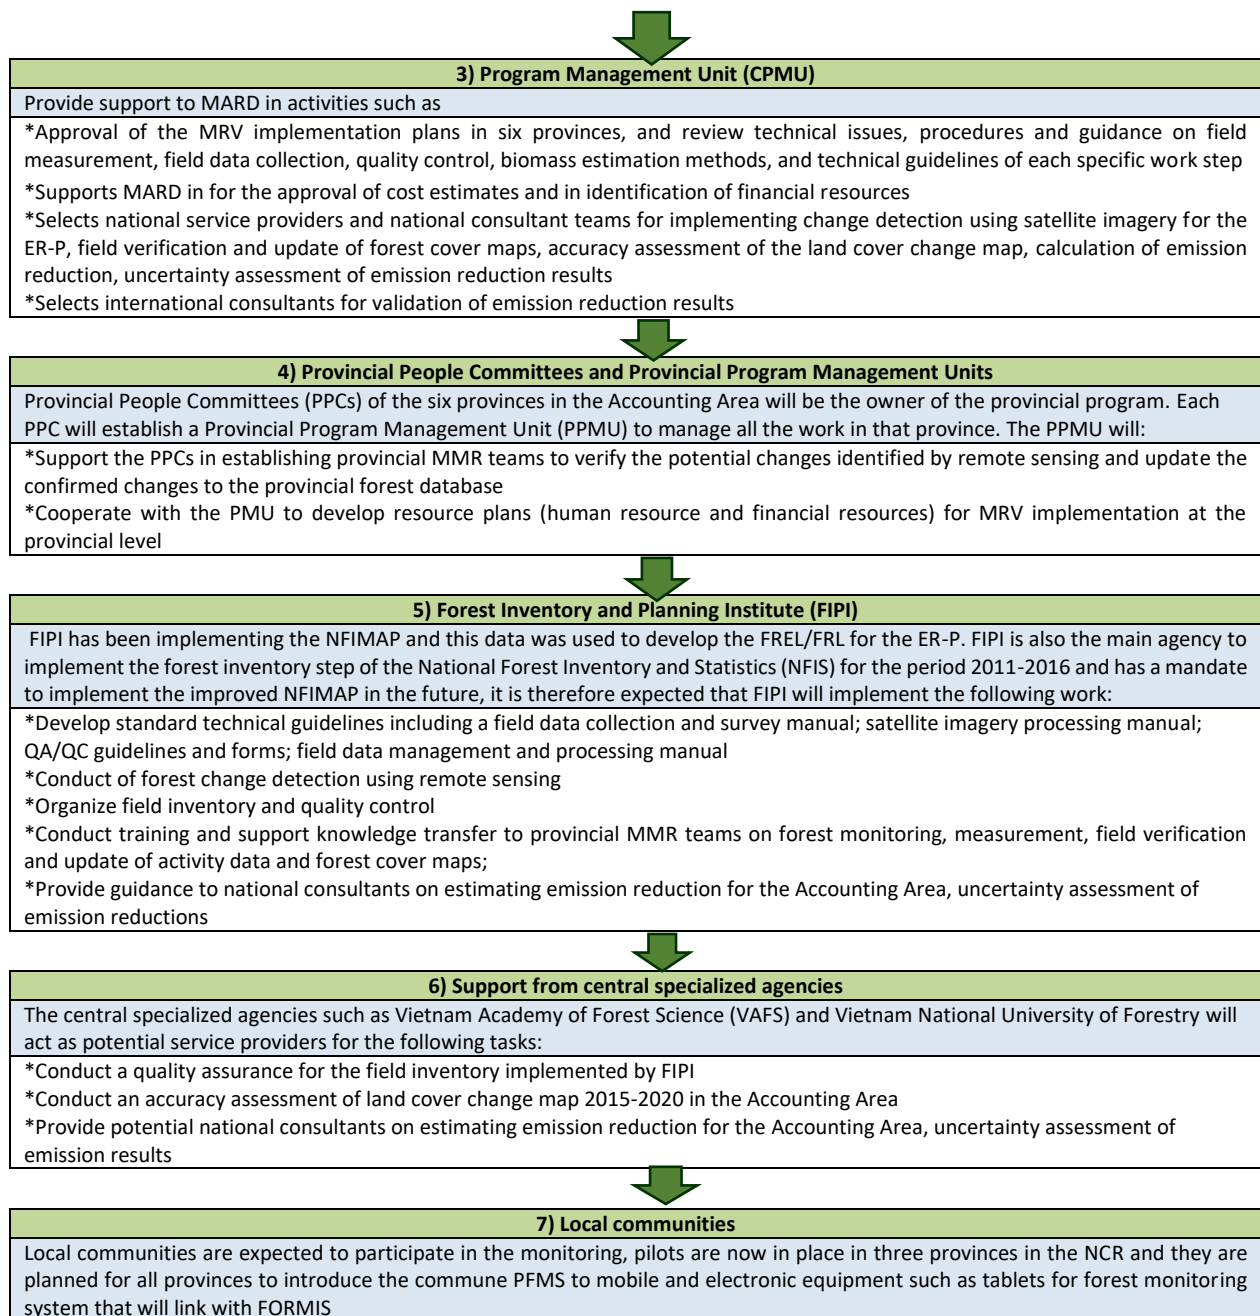 3) Program Management Unit (CPMU)
Provide support to MARD in activities such as
*Approval of the MRV implementation plans in six provinces, and review technical issues, procedures and guidance on field
measurement, field data collection, quality control, biomass estimation methods, and technical guidelines of each specific work step
*Supports MARD in for the approval of cost estimates and in identification of financial resources
*Selects national service providers and national consultant teams for implementing change detection using satellite imagery for the
ER-P, field verification and update of forest cover maps, accuracy assessment of the land cover change map, calculation of emission
reduction, uncertainty assessment of emission reduction results
*Selects international consultants for validation of emission reduction results
4) Provincial People Committees and Provincial Program Management Units
Provincial People Committees (PPCs) of the six provinces in the Accounting Area will be the owner of the provincial program. Each
PPC will establish a Provincial Program Management Unit (PPMU) to manage all the work in that province. The PPMU will:
*Support the PPCs in establishing provincial MMR teams to verify the potential changes identified by remote sensing and update the
confirmed changes to the provincial forest database
*Cooperate with the PMU to develop resource plans (human resource and financial resources) for MRV implementation at the
provincial level
5) Forest Inventory and Planning Institute (FIPI)
FIPI has been implementing the NFIMAP and this data was used to develop the FREL/FRL for the ER-P. FIPI is also the main agency to
implement the forest inventory step of the National Forest Inventory and Statistics (NFIS) for the period 2011-2016 and has a mandate
to implement the improved NFIMAP in the future, it is therefore expected that FIPI will implement the following work:
*Develop standard technical guidelines including a field data collection and survey manual; satellite imagery processing manual;
QA/QC guidelines and forms; field data management and processing manual
*Conduct of forest change detection using remote sensing
*Organize field inventory and quality control
*Conduct training and support knowledge transfer to provincial MMR teams on forest monitoring, measurement, field verification
and update of activity data and forest cover maps;
*Provide guidance to national consultants on estimating emission reduction for the Accounting Area, uncertainty assessment of
emission reductions
6) Support from central specialized agencies
The central specialized agencies such as Vietnam Academy of Forest Science (VAFS) and Vietnam National University of Forestry will
act as potential service providers for the following tasks:
*Conduct a quality assurance for the field inventory implemented by FIPI
*Conduct an accuracy assessment of land cover change map 2015-2020 in the Accounting Area
*Provide potential national consultants on estimating emission reduction for the Accounting Area, uncertainty assessment of
emission results
7) Local communities
Local communities are expected to participate in the monitoring, pilots are now in place in three provinces in the NCR and they are
planned for all provinces to introduce the commune PFMS to mobile and electronic equipment such as tablets for forest monitoring
system that will link with FORMIS